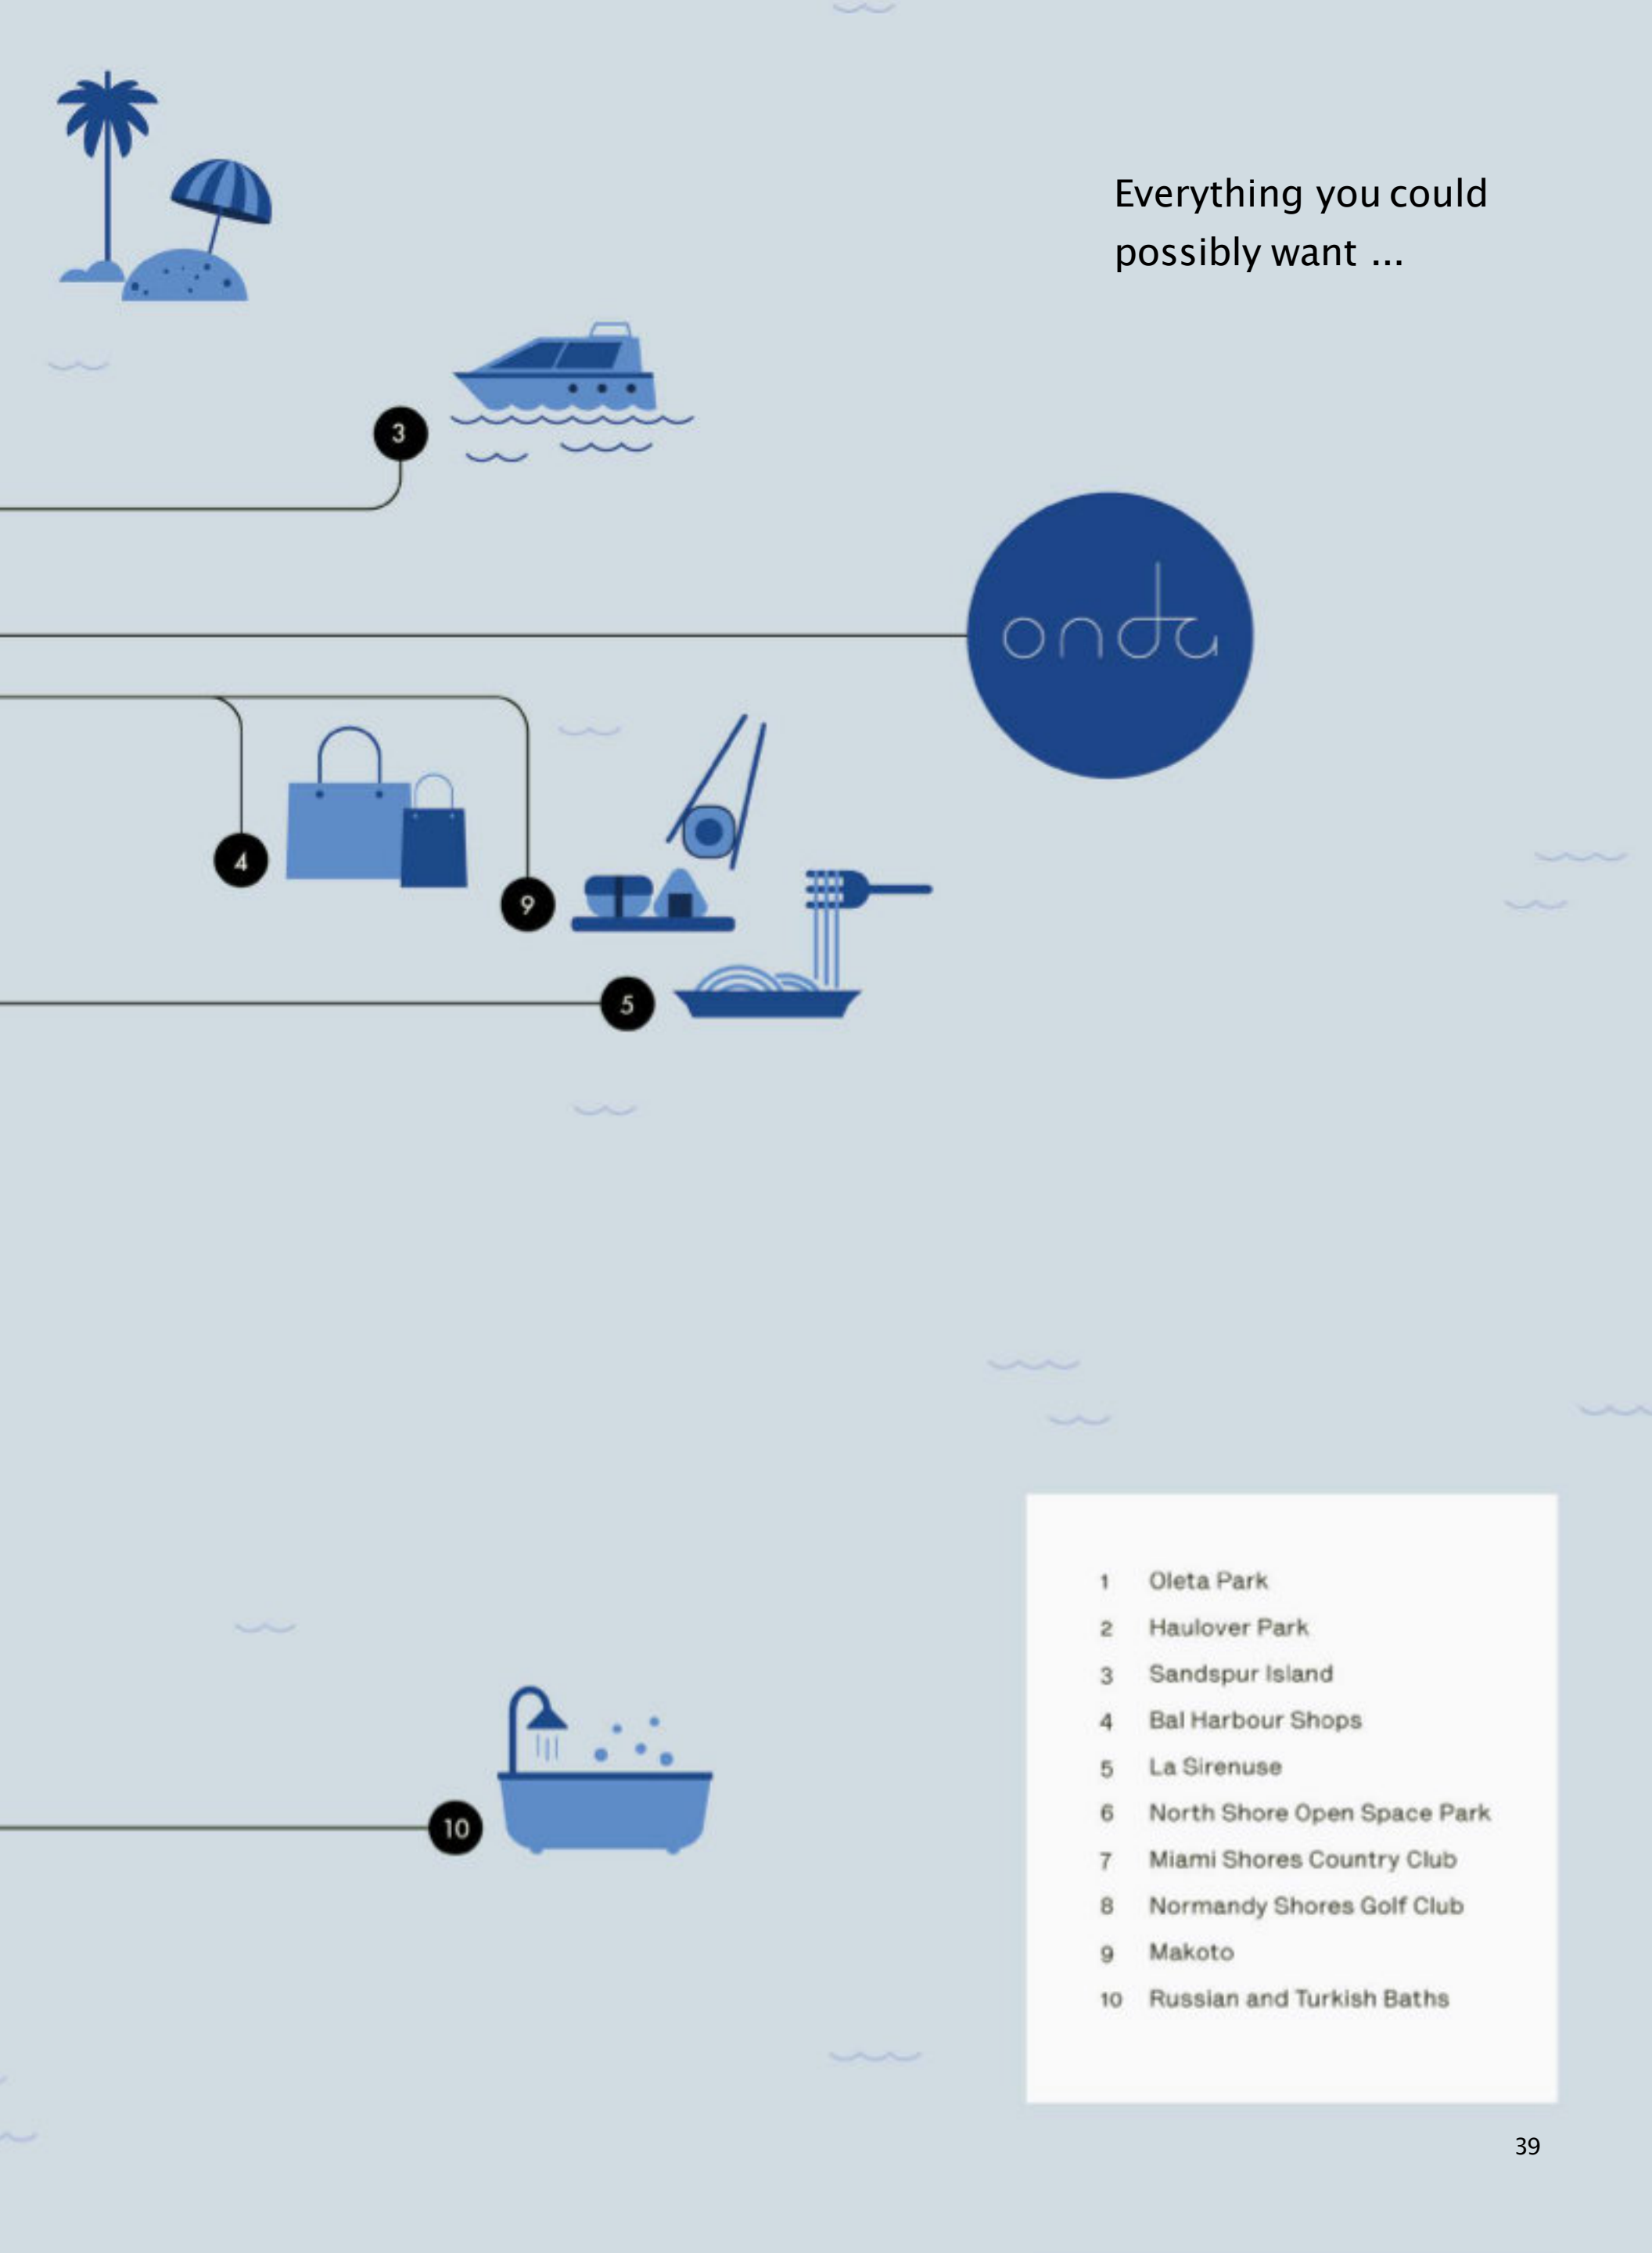 Everything you could
possibly want ...
3
onda
4
9
5
10
1 Oleta Park
2 Haulover Park
3 Sandspur Island
4 Bal Harbour Shops
5 La Sirenuse
6 North Shore Open Space Park
7 Miami Shores Country Club
8 Normandy Shores Golf Club
9 Makoto
10 Russian and Turkish Baths
39